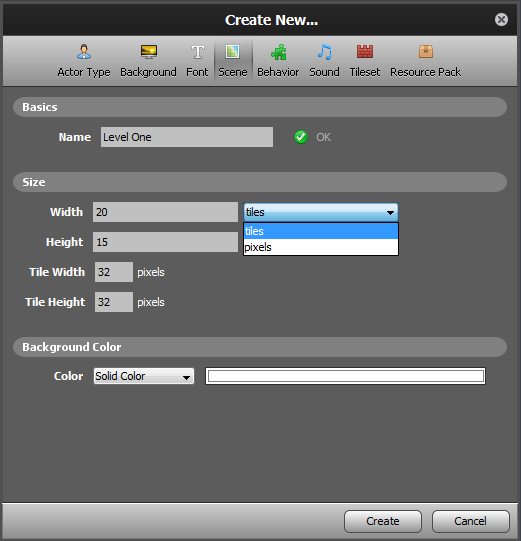 Create New...
Actor Type Background Font Scene Behavior Sound Tileset Resource Pack
Basics
Name Level One OK
Size
Width 20 tiles
tiles
Height 15 pixels
Tile Width 32 pixels
Tile Height 32 pixels
Background Color
Color Solid Color
Create Cancel